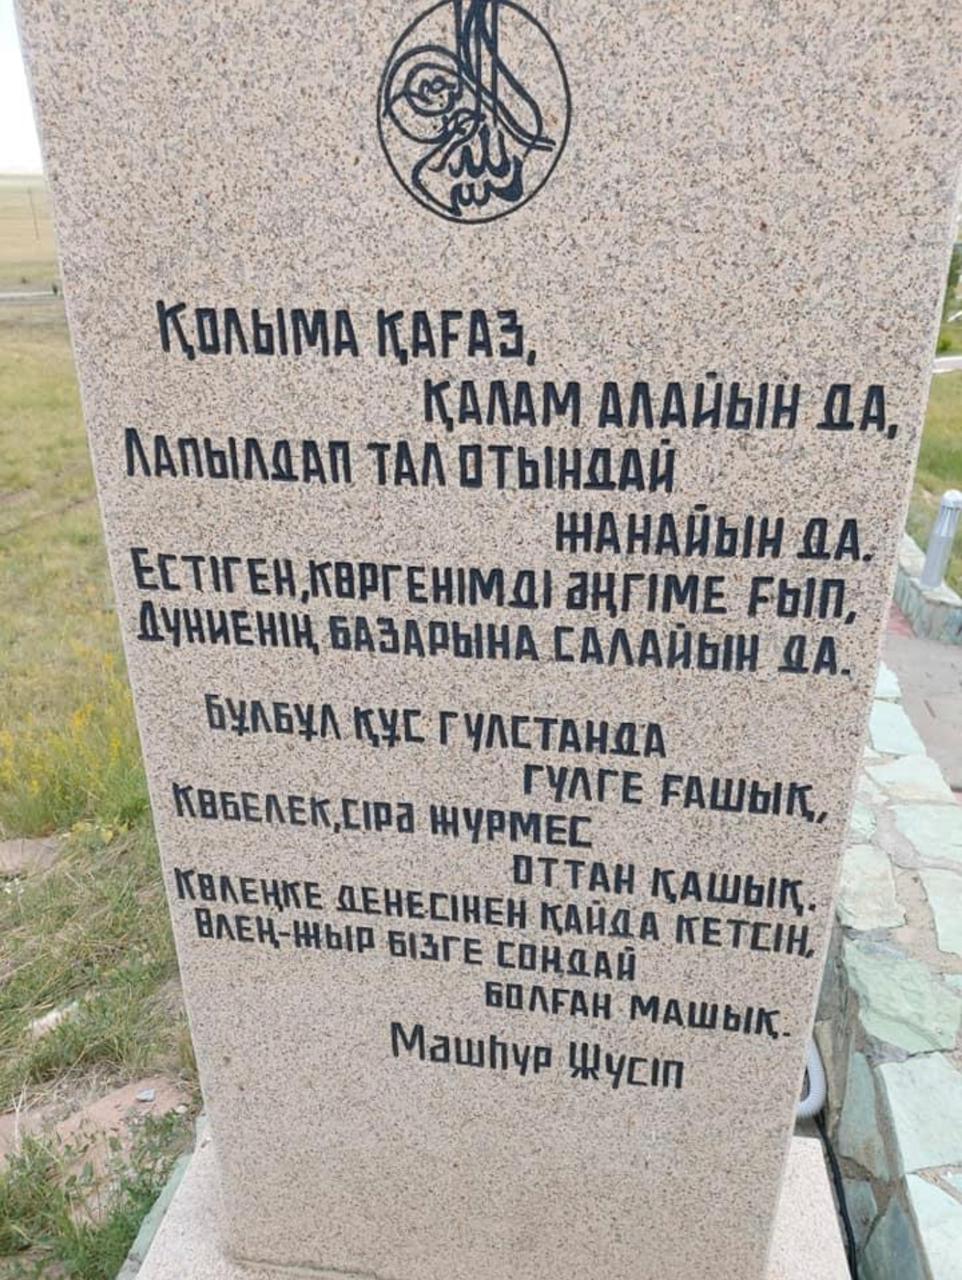 Қолыма қағаз,
қалам алайын да,
Лапылдап тал отындай
жанайын да.
Естіген, көргенімді әңгіме ғып,
Дүниенің базарына салайын да.
Бұлбұл құс гүлстанда
гүлге ғашық,
Көбелек, сірә жүрмес
оттан қашық.
Көлеңке денесінен қайда кетсін,
Өлең-жыр бізге сондай
болған машық.
Машһүр Жүсіп